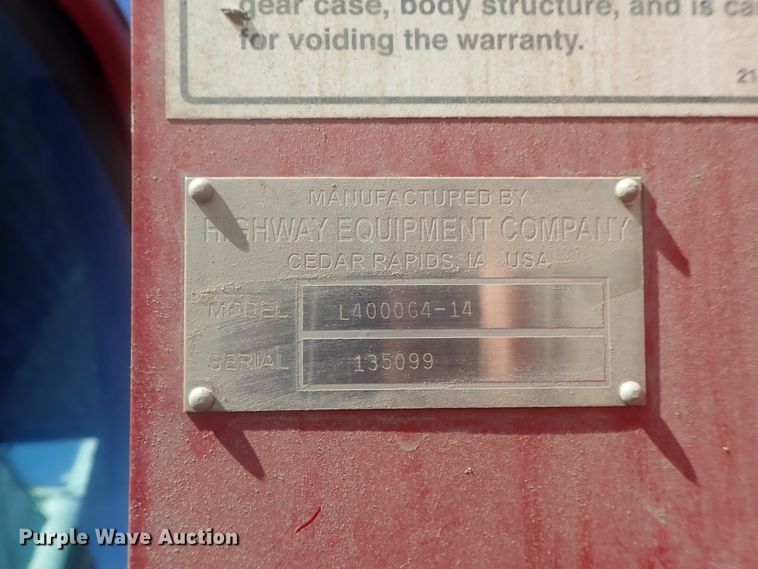 gear case, body structure, and is ca
for voiding the warranty.
21
MANUFACTURED BY
HIGHWAY EQUIPMENT COMPANY
CEDAR RAPIDS, IA USA
MODEL L4000G4-14
SERIAL 135099
Purple Wave Auction